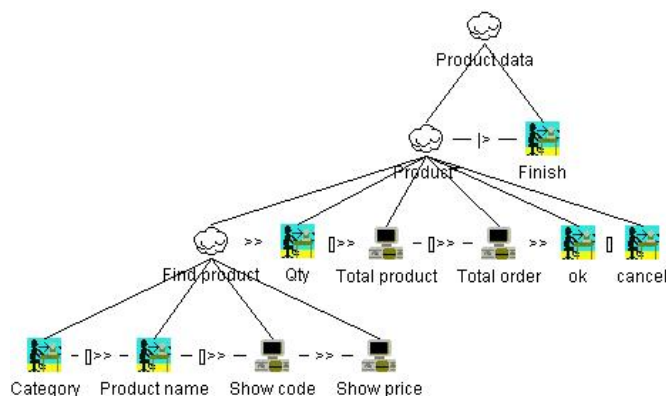 Product data
|>
Product* Finish
>> []>> []>> >> []
Find product Qty Total product Total order ok cancel
[]>> []>> >>
Category Product name Show code Show price